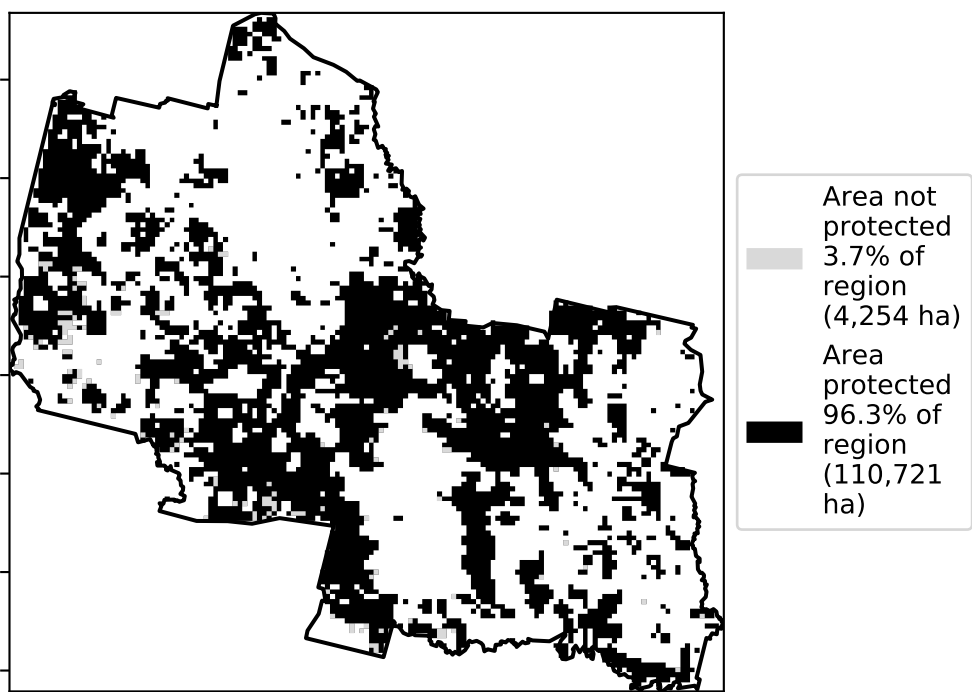 Area not
protected
3.7% of
region
(4,254 ha)
Area
protected
96.3% of
region
(110,721
ha)